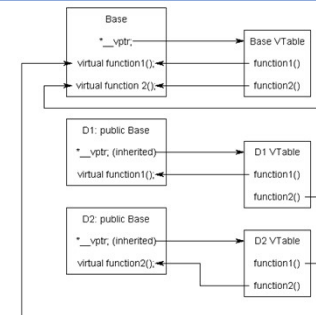 Base
*__vptr;
Base VTable
virtual function1();
function1()
virtual function 2();
function2()
D1: public Base
*__vptr; (inherited)
D1 VTable
virtual function1();
function1()
function2()
D2: public Base
*__vptr; (inherited)
D2 VTable
virtual function2();
function1()
function2()